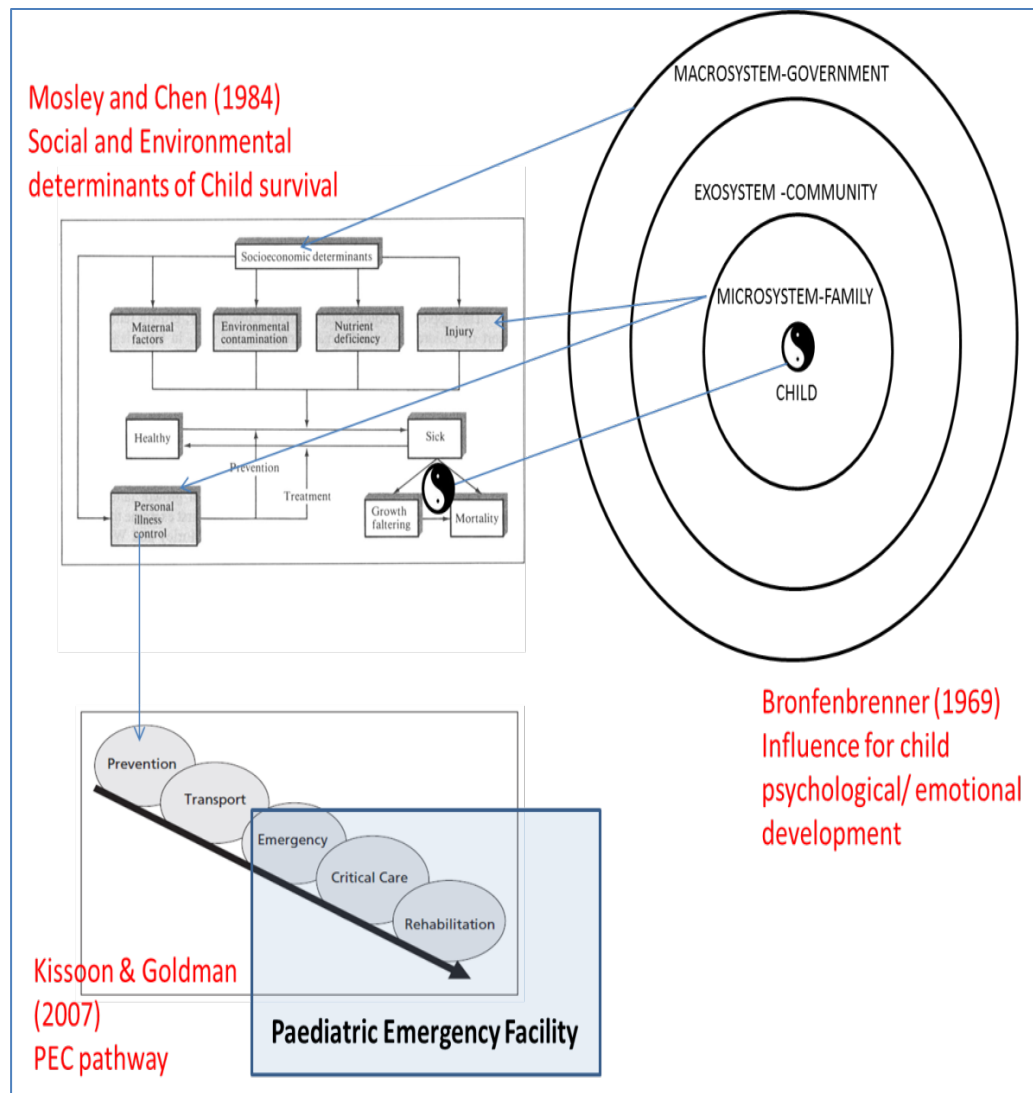 Mosley and Chen (1984)
Social and Environmental
determinants of Child survival
Socioeconomic determinants
Maternal
factors
Environmental
contamination
Nutrient
deficiency
Injury
Healthy
Sick
Prevention
Treatment
Personal
illness
control
Growth
faltering
Mortality
MACROSYSTEM-GOVERNMENT
EXOSYSTEM -COMMUNITY
MICROSYSTEM-FAMILY
CHILD
Bronfenbrenner (1969)
Influence for child
psychological/ emotional
development
Prevention
Transport
Emergency
Critical Care
Rehabilitation
Kissoon & Goldman
(2007)
PEC pathway
Paediatric Emergency Facility